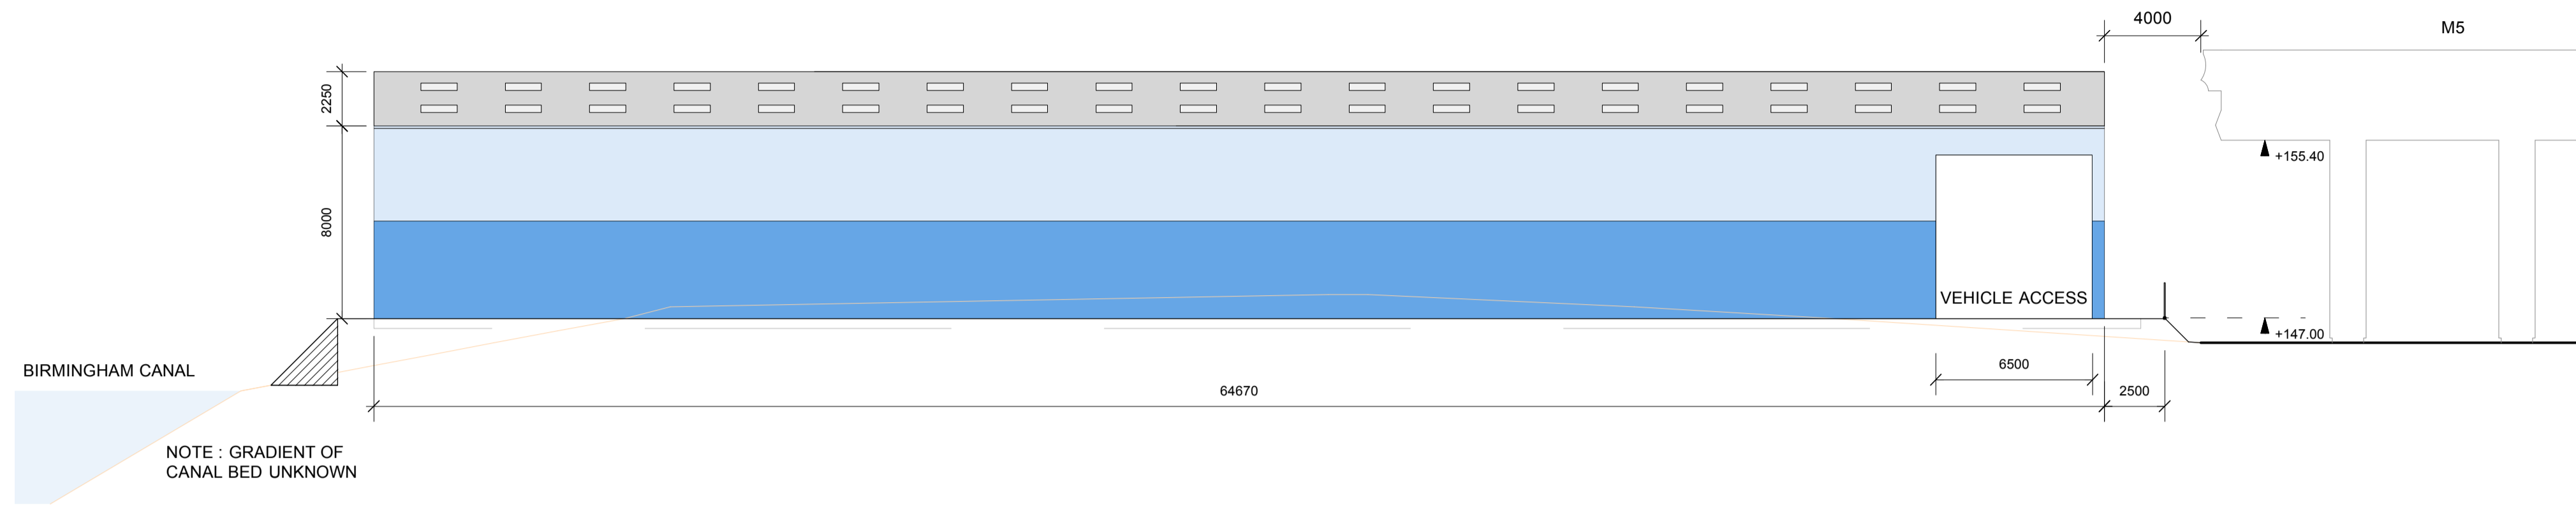 4000
M5
2250
+155.40
8000
VEHICLE ACCESS
+147.00
BIRMINGHAM CANAL
6500
64670
2500
NOTE : GRADIENT OF
CANAL BED UNKNOWN